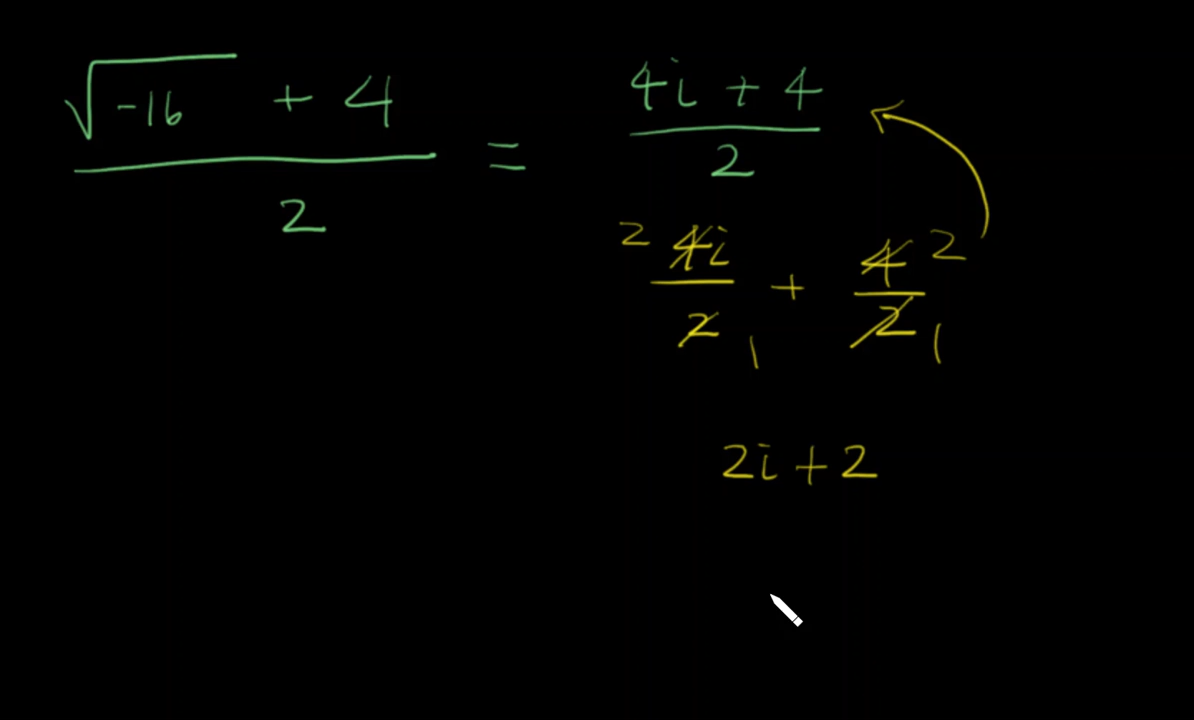 √-16 + 4 / 2 = 4i + 4 / 2
2 4i / 2 1 + 4 2 / 2 1
2i + 2